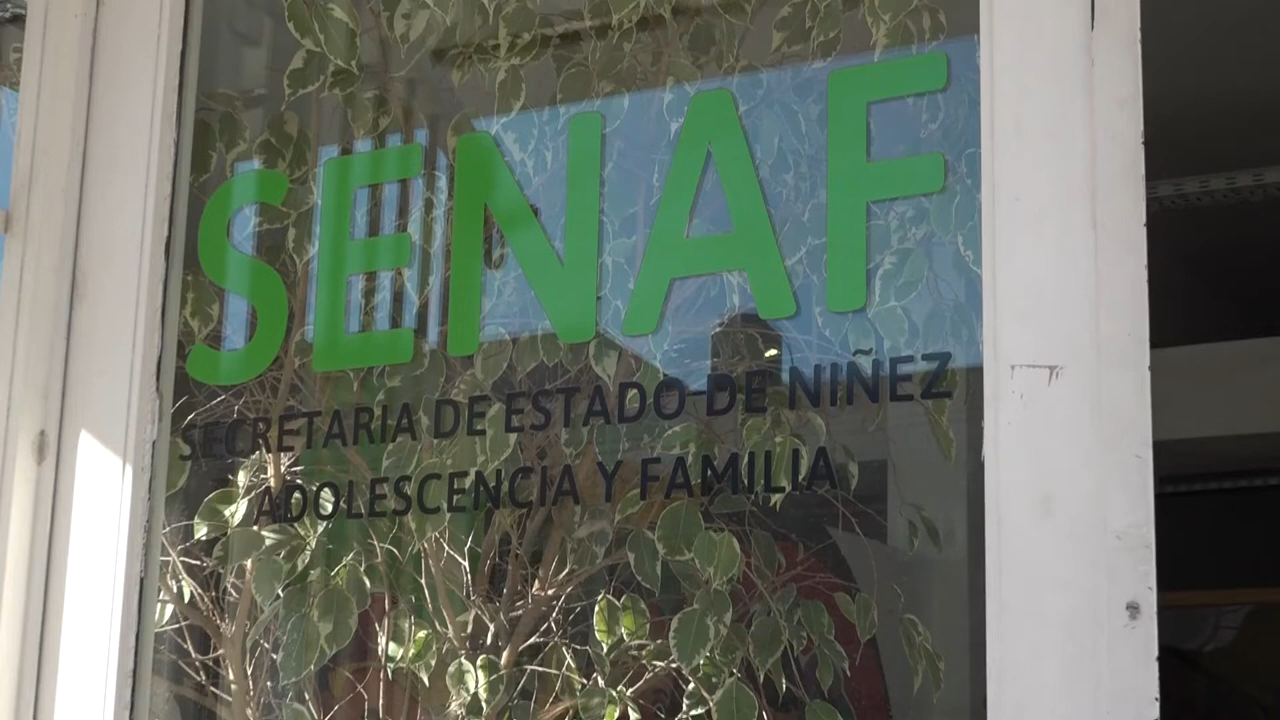 SENAF
SECRETARIA DE ESTADO DE NIÑEZ
ADOLESCENCIA Y FAMILIA